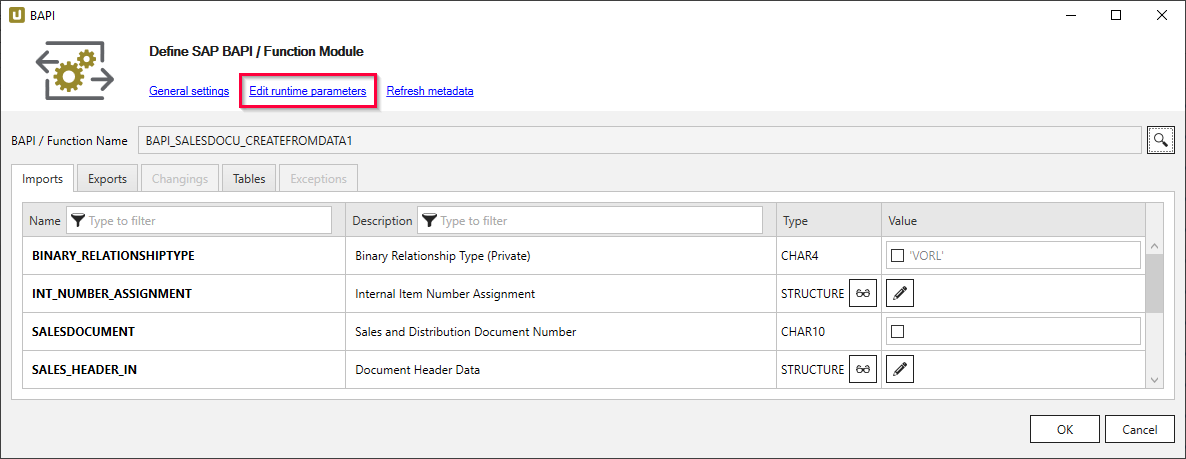 BAPI
Define SAP BAPI / Function Module
General settings Edit runtime parameters Refresh metadata
BAPI / Function Name BAPI_SALESDOCU_CREATEFROMDATA1
Imports Exports Changings Tables Exceptions
Name Type to filter Description Type to filter Type Value
BINARY_RELATIONSHIPTYPE Binary Relationship Type (Private) CHAR4 'VORL'
INT_NUMBER_ASSIGNMENT Internal Item Number Assignment STRUCTURE
SALESDOCUMENT Sales and Distribution Document Number CHAR10
SALES_HEADER_IN Document Header Data STRUCTURE
OK Cancel